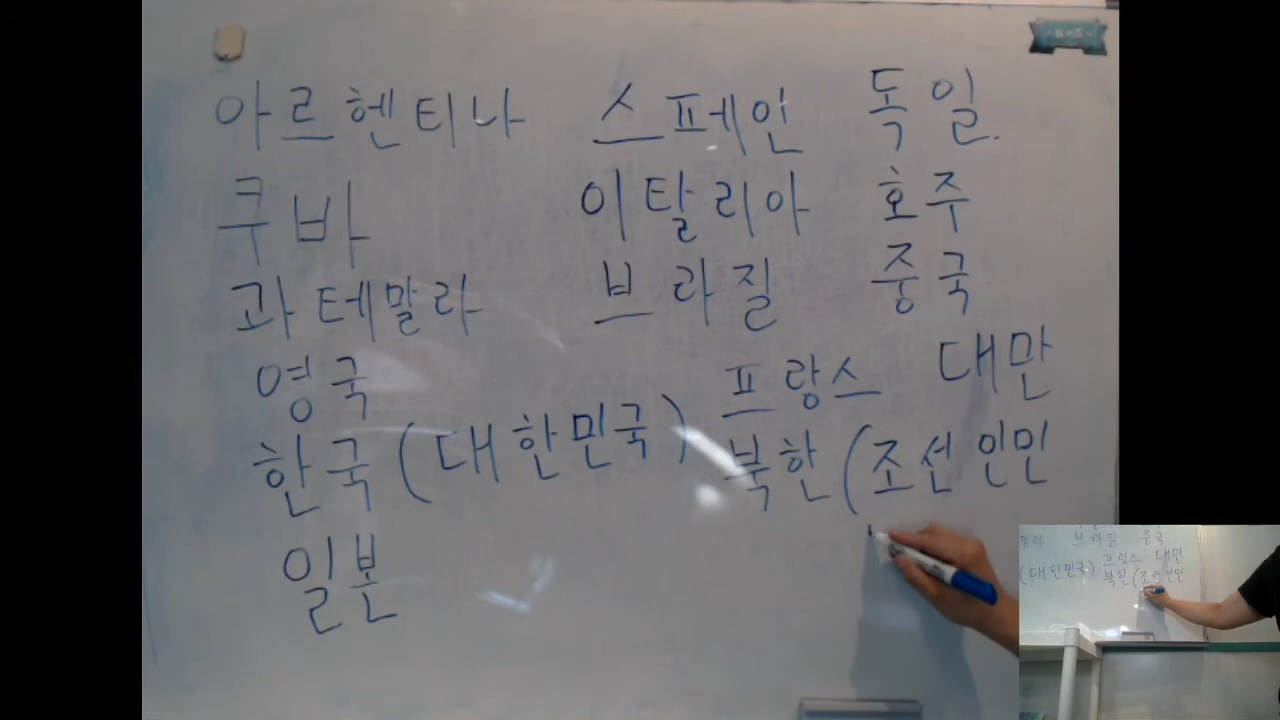 아르헨티나 스페인 독일.
쿠바 이탈리아 호주
과테말라 브라질 중국
영국 프랑스 대만
한국 (대한민국) 북한 (조선인민
일본